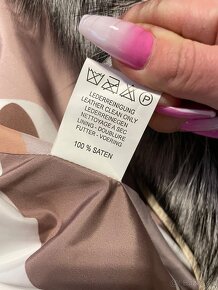 P
LEDERREINIGUNG
LEATHER CLEAN ONLY
LEDERREINIGEN
NETTOYAGE A SEC
LINING - DOUBLURE
FUTTER - VOERING
100 % SATEN